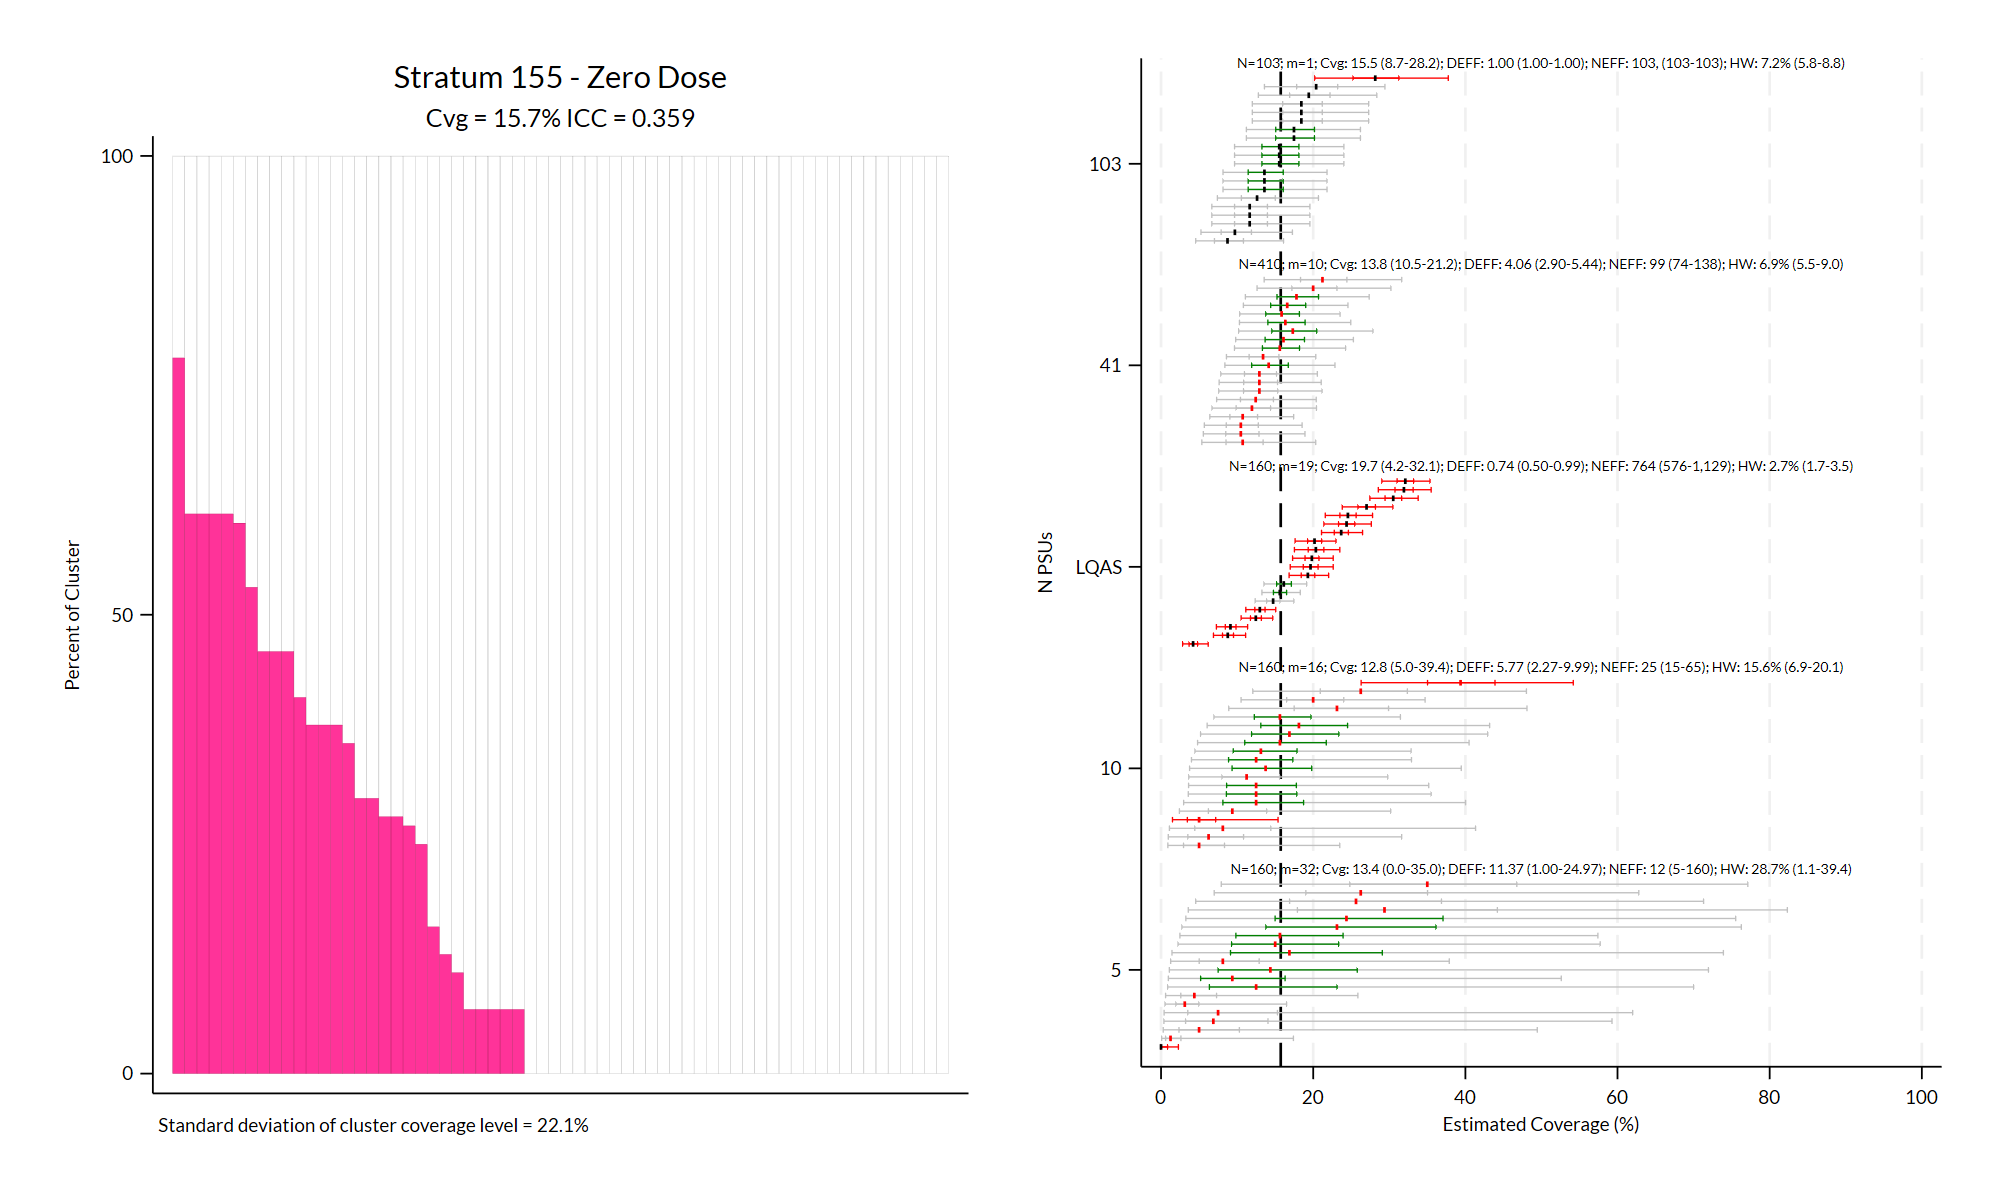 Stratum 155 - Zero Dose
Cvg = 15.7% ICC = 0.359
100
50
0
Percent of Cluster
Standard deviation of cluster coverage level = 22.1%
N=103; m=1; Cvg: 15.5 (8.7-28.2); DEFF: 1.00 (1.00-1.00); NEFF: 103, (103-103); HW: 7.2% (5.8-8.8)
103
N=410; m=10; Cvg: 13.8 (10.5-21.2); DEFF: 4.06 (2.90-5.44); NEFF: 99 (74-138); HW: 6.9% (5.5-9.0)
41
N=160; m=19; Cvg: 19.7 (4.2-32.1); DEFF: 0.74 (0.50-0.99); NEFF: 764 (576-1,129); HW: 2.7% (1.7-3.5)
N PSUs
LQAS
N=160; m=16; Cvg: 12.8 (5.0-39.4); DEFF: 5.77 (2.27-9.99); NEFF: 25 (15-65); HW: 15.6% (6.9-20.1)
10
N=160; m=32; Cvg: 13.4 (0.0-35.0); DEFF: 11.37 (1.00-24.97); NEFF: 12 (5-160); HW: 28.7% (1.1-39.4)
5
0 20 40 60 80 100
Estimated Coverage (%)